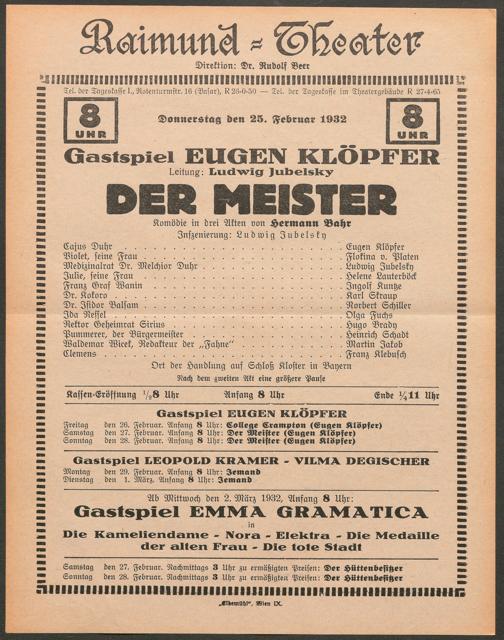 Raimund-Theater
Direktion: Dr. Rudolf Beer
Tel. der Tageskasse I., Rotenturmstr. 16 (Basar), R 26-0-50 — Tel. der Tageskasse im Theatergebäude R 27-4-65
8 UHR
Donnerstag den 25. Februar 1932
8 UHR
Gastspiel EUGEN KLÖPFER
Leitung: Ludwig Jubelsky
DER MEISTER
Komödie in drei Akten von Hermann Bahr
Inszenierung: Ludwig Jubelsky
Cajus Duhr . . . . . Eugen Klöpfer
Violet, seine Frau . . . . . Flokina v. Platen
Medizinalrat Dr. Melchior Duhr . . . . . Ludwig Jubelsky
Julie, seine Frau . . . . . Helene Lauterböck
Franz Graf Wanin . . . . . Ingolf Kuntze
Dr. Kokoro . . . . . Karl Skraup
Dr. Isidor Balsam . . . . . Norbert Schiller
Ida Ressel . . . . . Olga Fuchs
Rektor Geheimrat Sirius . . . . . Hugo Brady
Pummerer, der Bürgermeister . . . . . Heinrich Schadt
Waldemar Wieck, Redakteur der „Fahne“ . . . . . Martin Jakob
Clemens . . . . . Franz Klebusch
Ort der Handlung auf Schloß Kloster in Bayern
Nach dem zweiten Akt eine größere Pause
Kassen-Eröffnung ½8 Uhr Anfang 8 Uhr Ende ¼11 Uhr
Gastspiel EUGEN KLÖPFER
Freitag den 26. Februar. Anfang 8 Uhr: College Crampton (Eugen Klöpfer)
Samstag den 27. Februar. Anfang 8 Uhr: Der Meister (Eugen Klöpfer)
Sonntag den 28. Februar. Anfang 8 Uhr: Der Meister (Eugen Klöpfer)
Gastspiel LEOPOLD KRAMER - VILMA DEGISCHER
Montag den 29. Februar. Anfang 8 Uhr: Jemand
Dienstag den 1. März. Anfang 8 Uhr: Jemand
Ab Mittwoch den 2. März 1932, Anfang 8 Uhr:
Gastspiel EMMA GRAMATICA
in
Die Kameliendame - Nora - Elektra - Die Medaille
der alten Frau - Die tote Stadt
Samstag den 27. Februar. Nachmittags 3 Uhr zu ermäßigten Preisen: Der Hüttenbesitzer
Sonntag den 28. Februar. Nachmittags 3 Uhr zu ermäßigten Preisen: Der Hüttenbesitzer
„Elbemühl“, Wien IX.